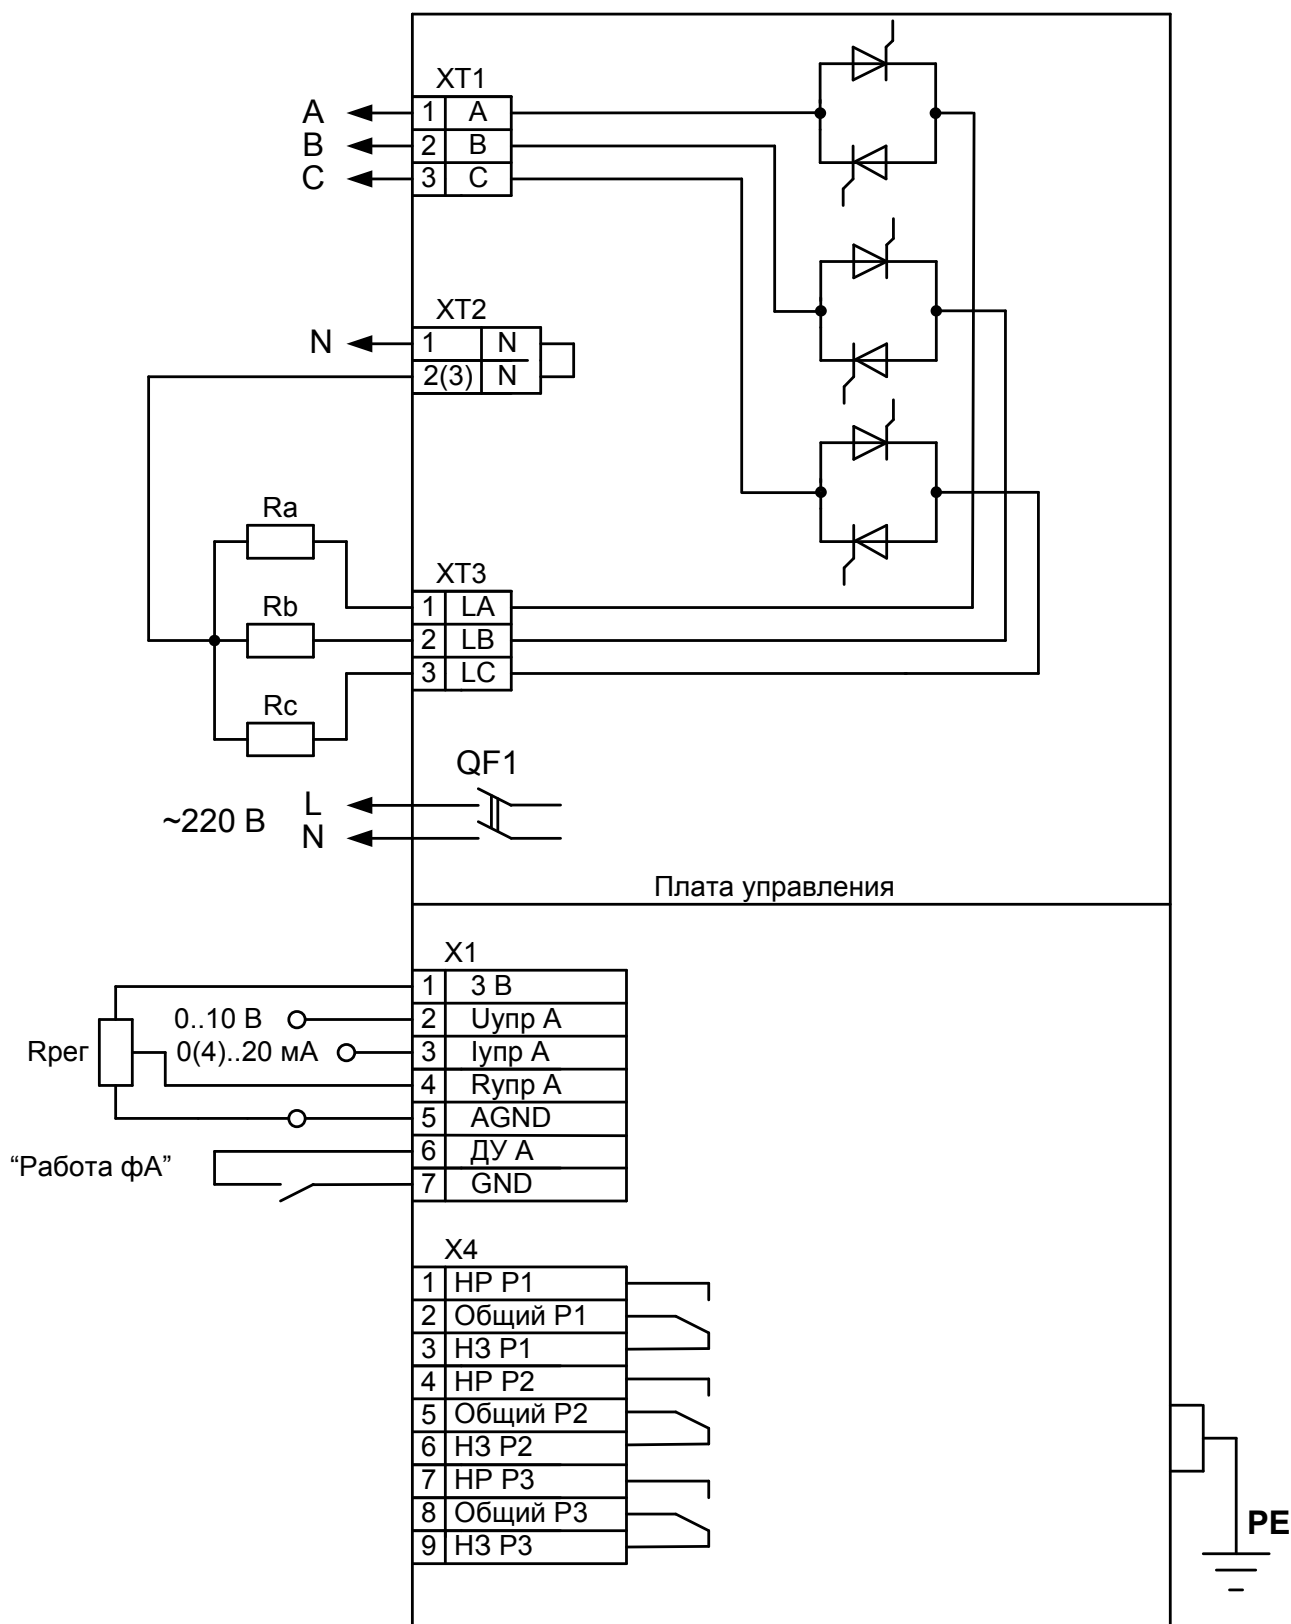 XT1
A 1 A
B 2 B
C 3 C
XT2
N 1 N
2(3) N
Ra
XT3
1 LA
Rb
2 LB
3 LC
Rc
QF1
~220 В
L
N
Плата управления
X1
1 3 В
0..10 В 2 Uупр А
Rрег 0(4)..20 мА 3 Iупр А
4 Rупр А
5 AGND
“Работа фА” 6 ДУ А
7 GND
X4
1 НР Р1
2 Общий Р1
3 НЗ Р1
4 НР Р2
5 Общий Р2
6 НЗ Р2
7 НР Р3
8 Общий Р3
9 НЗ Р3
PE